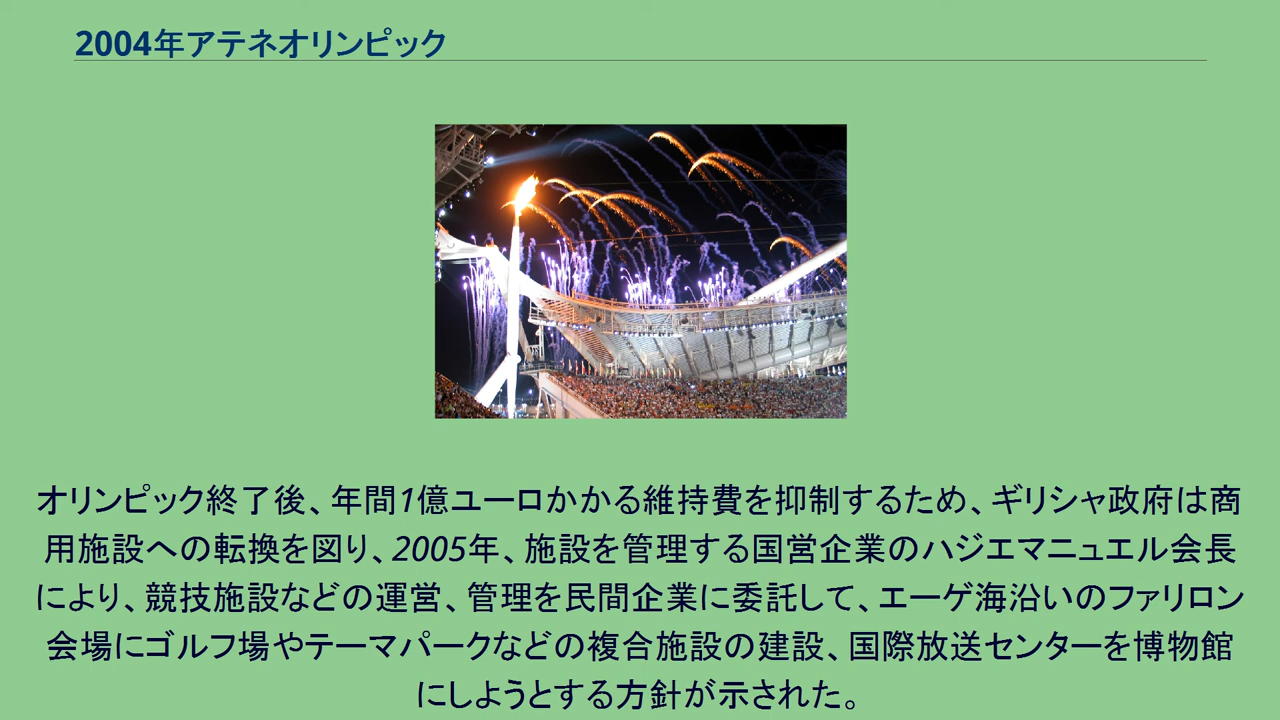 2004年アテネオリンピック
オリンピック終了後、年間1億ユーロかかる維持費を抑制するため、ギリシャ政府は商
用施設への転換を図り、2005年、施設を管理する国営企業のハジエマニュエル会長
により、競技施設などの運営、管理を民間企業に委託して、エーゲ海沿いのファリロン
会場にゴルフ場やテーマパークなどの複合施設の建設、国際放送センターを博物館
にしようとする方針が示された。